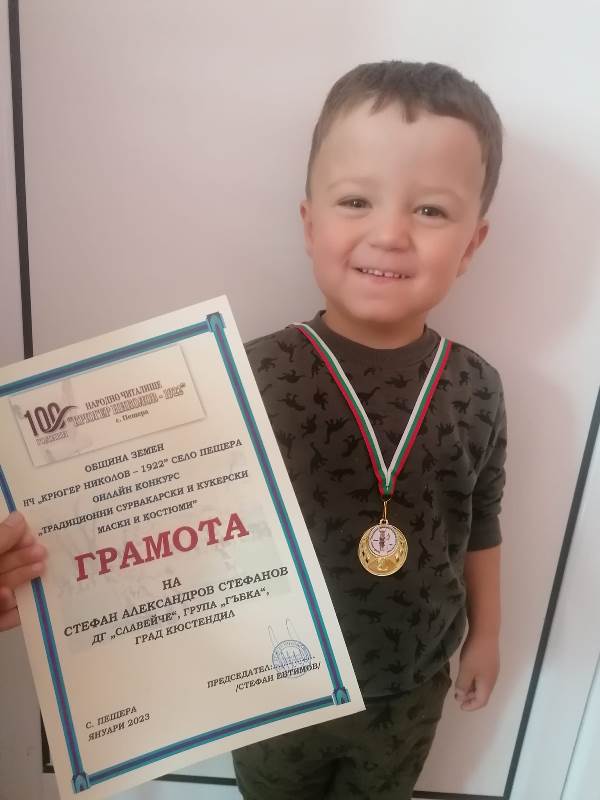 100
ГОДИНИ
НАРОДНО ЧИТАЛИЩЕ
"КРЮГЕР НИКОЛОВ - 1922"
с. Пещера
ОБЩИНА ЗЕМЕН
НЧ „КРЮГЕР НИКОЛОВ – 1922" СЕЛО ПЕЩЕРА
ОНЛАЙН КОНКУРС
„ТРАДИЦИОННИ СУРВАКАРСКИ И КУКЕРСКИ
МАСКИ И КОСТЮМИ"
ГРАМОТА
НА
СТЕФАН АЛЕКСАНДРОВ СТЕФАНОВ
ДГ „СЛАВЕЙЧЕ", ГРУПА „ГЪБКА",
ГРАД КЮСТЕНДИЛ
ПРЕДСЕДАТЕЛ:............
/СТЕФАН ЕВТИМОВ/
С. ПЕЩЕРА
ЯНУАРИ 2023